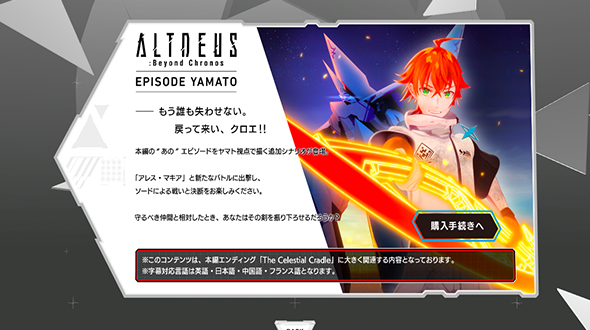 ALTDEUS
:Beyond Chronos
EPISODE YAMATO
── もう誰も失わせない。
戻って来い、クロエ!!
本編の“あの”エピソードをヤマト視点で描く追加シナリオが登場。
「アレス・マキア」と新たなバトルに出撃し、
ソードによる戦いと決断をお楽しみください。
守るべき仲間と相対したとき、あなたはその剣を振り下ろせるだろうか?
購入手続きへ
※このコンテンツは、本編エンディング「The Celestial Cradle」に大きく関連する内容となっております。
※字幕対応言語は英語・日本語・中国語・フランス語となります。